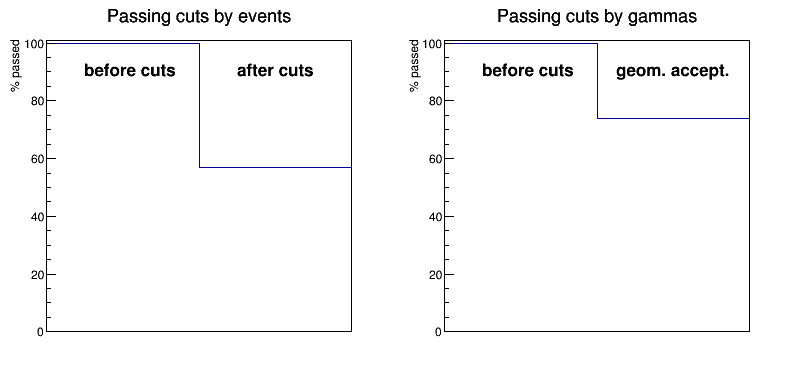 Passing cuts by events
% passed
100
80
60
40
20
0
before cuts
after cuts
Passing cuts by gammas
% passed
100
80
60
40
20
0
before cuts
geom. accept.